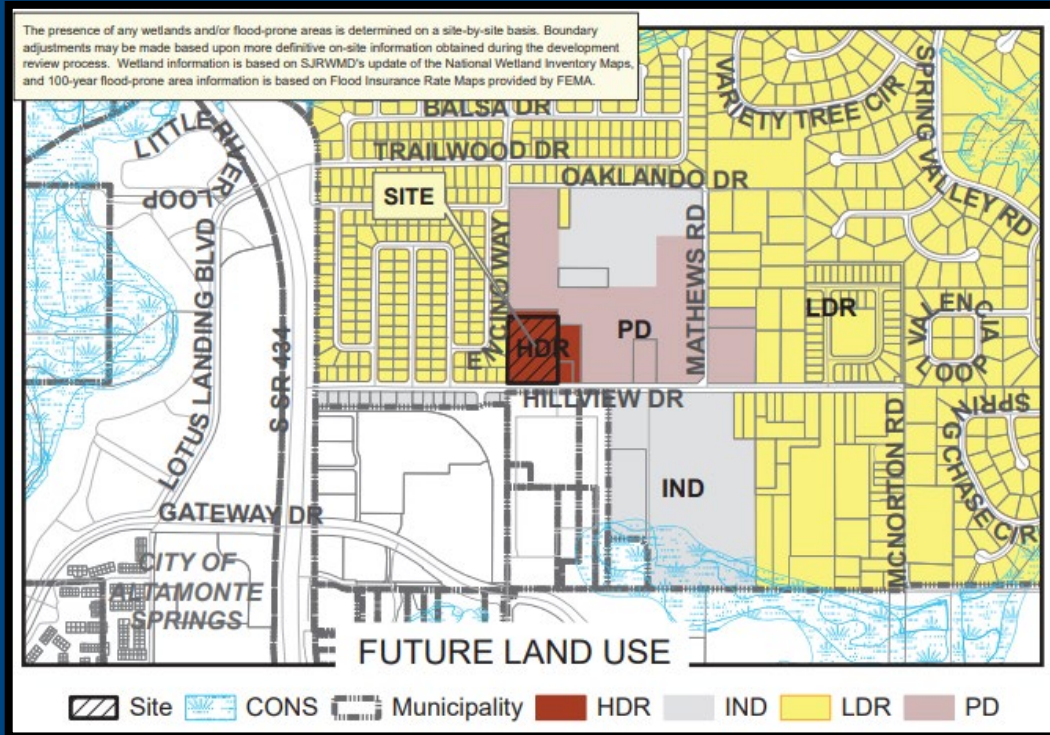 The presence of any wetlands and/or flood-prone areas is determined on a site-by-site basis. Boundary
adjustments may be made based upon more definitive on-site information obtained during the development
review process. Wetland information is based on SJRWMD's update of the National Wetland Inventory Maps,
and 100-year flood-prone area information is based on Flood Insurance Rate Maps provided by FEMA.
BALSA DR
TRAILWOOD DR
OAKLANDO DR
VARIETY TREE CIR
SPRING VALLEY RD
LITTLE RIVER
LOOP
SITE
LOTUS LANDING BLVD
S SR 434
E
NCINO WAY
MATHEWS RD
HDR
PD
LDR
VALENCIA
LOOP
HILLVIEW DR
SPRI
NG CHASE CIR
MCNORTON RD
IND
GATEWAY DR
CITY OF
ALTAMONTE
SPRINGS
FUTURE LAND USE
Site
CONS
Municipality
HDR
IND
LDR
PD